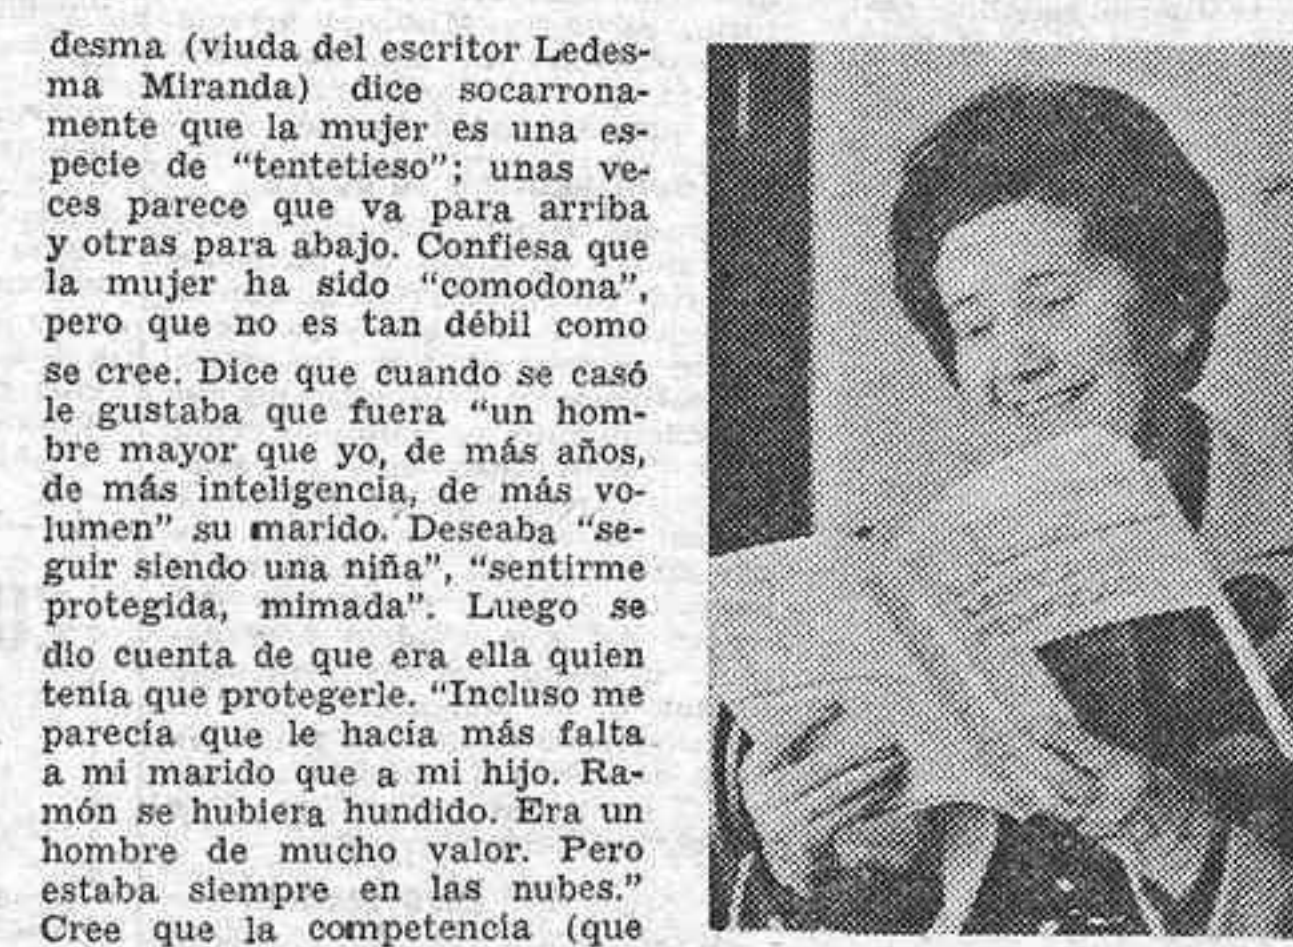 desma (viuda del escritor Ledes-
ma Miranda) dice socarrona-
mente que la mujer es una es-
pecie de “tentetieso”; unas ve-
ces parece que va para arriba
y otras para abajo. Confiesa que
la mujer ha sido “comodona”,
pero que no es tan débil como
se cree. Dice que cuando se casó
le gustaba que fuera “un hom-
bre mayor que yo, de más años,
de más inteligencia, de más vo-
lumen” su marido. Deseaba “se-
guir siendo una niña”, “sentirme
protegida, mimada”. Luego se
dio cuenta de que era ella quien
tenía que protegerle. “Incluso me
parecía que le hacía más falta
a mi marido que a mi hijo. Ra-
món se hubiera hundido. Era un
hombre de mucho valor. Pero
estaba siempre en las nubes.”
Cree que la competencia (que